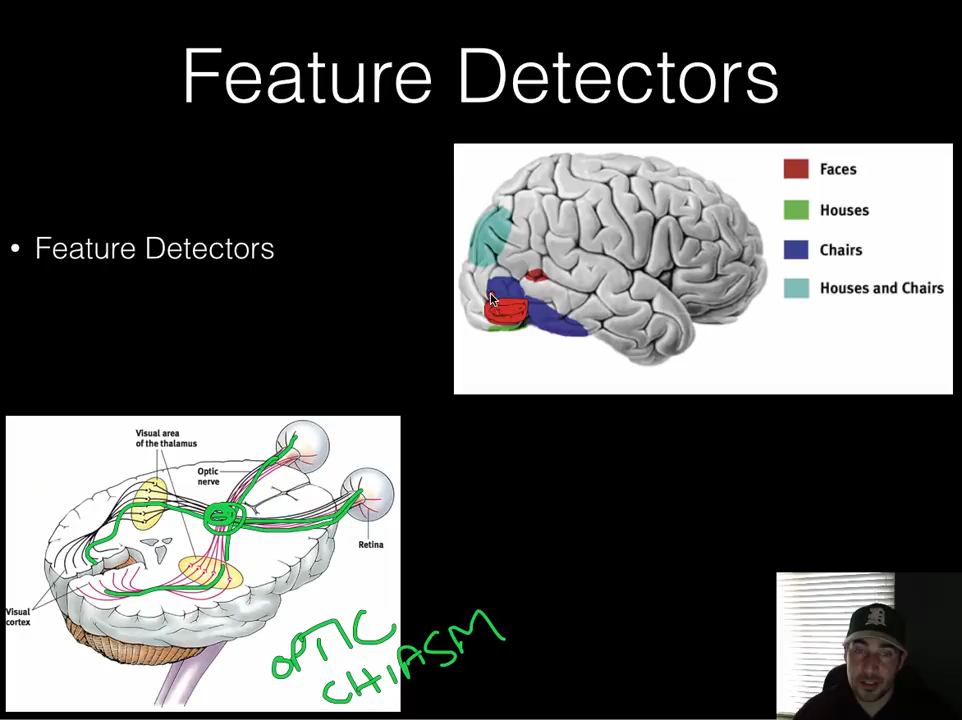 Feature Detectors
• Feature Detectors
Faces
Houses
Chairs
Houses and Chairs
Visual area
of the thalamus
Optic
nerve
Retina
Visual
cortex
OPTIC
CHIASM